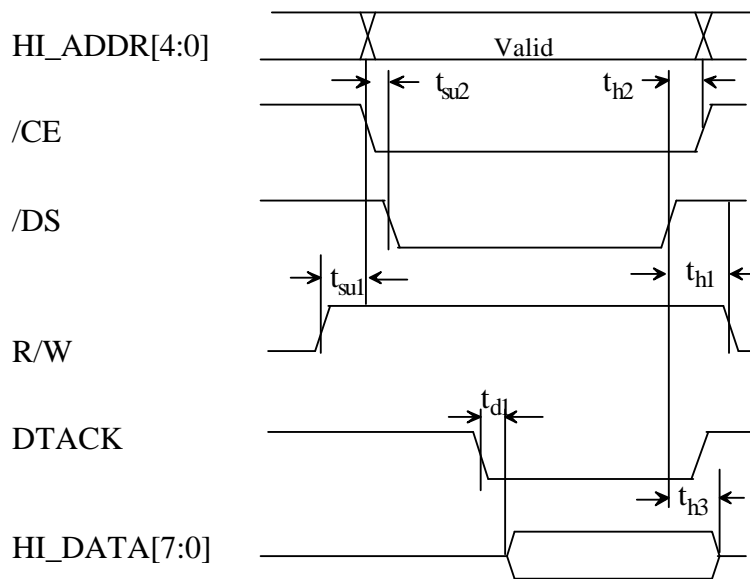 HI_ADDR[4:0]
Valid
t_su2
t_h2
/CE
/DS
t_su1
t_h1
R/W
t_d1
DTACK
t_h3
HI_DATA[7:0]